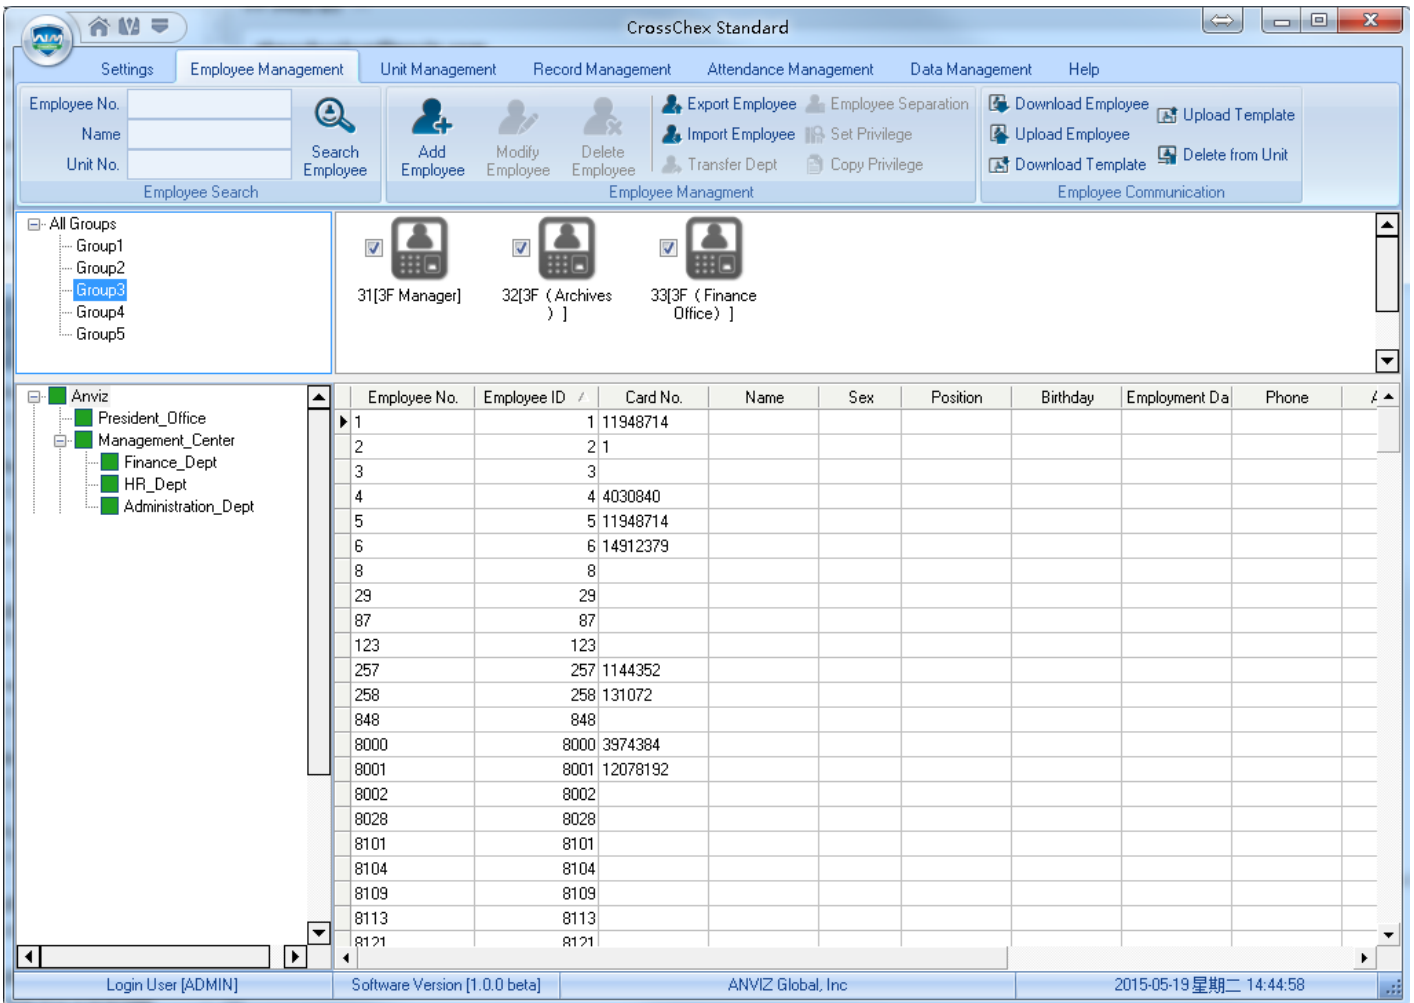 CrossChex Standard
Settings Employee Management Unit Management Record Management Attendance Management Data Management Help
Employee No.
Name
Unit No.
Search Employee
Employee Search
Add Employee
Modify Employee
Delete Employee
Export Employee
Import Employee
Transfer Dept
Employee Separation
Set Privilege
Copy Privilege
Employee Managment
Download Employee
Upload Employee
Download Template
Upload Template
Delete from Unit
Employee Communication
All Groups
Group1
Group2
Group3
Group4
Group5
31[3F Manager]
32[3F（Archives
）]
33[3F（Finance
Office）]
Anviz
President_Office
Management_Center
Finance_Dept
HR_Dept
Administration_Dept
Employee No. Employee ID Card No. Name Sex Position Birthday Employment Da Phone
1 1 11948714
2 2 1
3 3
4 4 4030840
5 5 11948714
6 6 14912379
8 8
29 29
87 87
123 123
257 257 1144352
258 258 131072
848 848
8000 8000 3974384
8001 8001 12078192
8002 8002
8028 8028
8101 8101
8104 8104
8109 8109
8113 8113
8121 8121
Login User [ADMIN] Software Version [1.0.0 beta] ANVIZ Global, Inc 2015-05-19 星期二 14:44:58